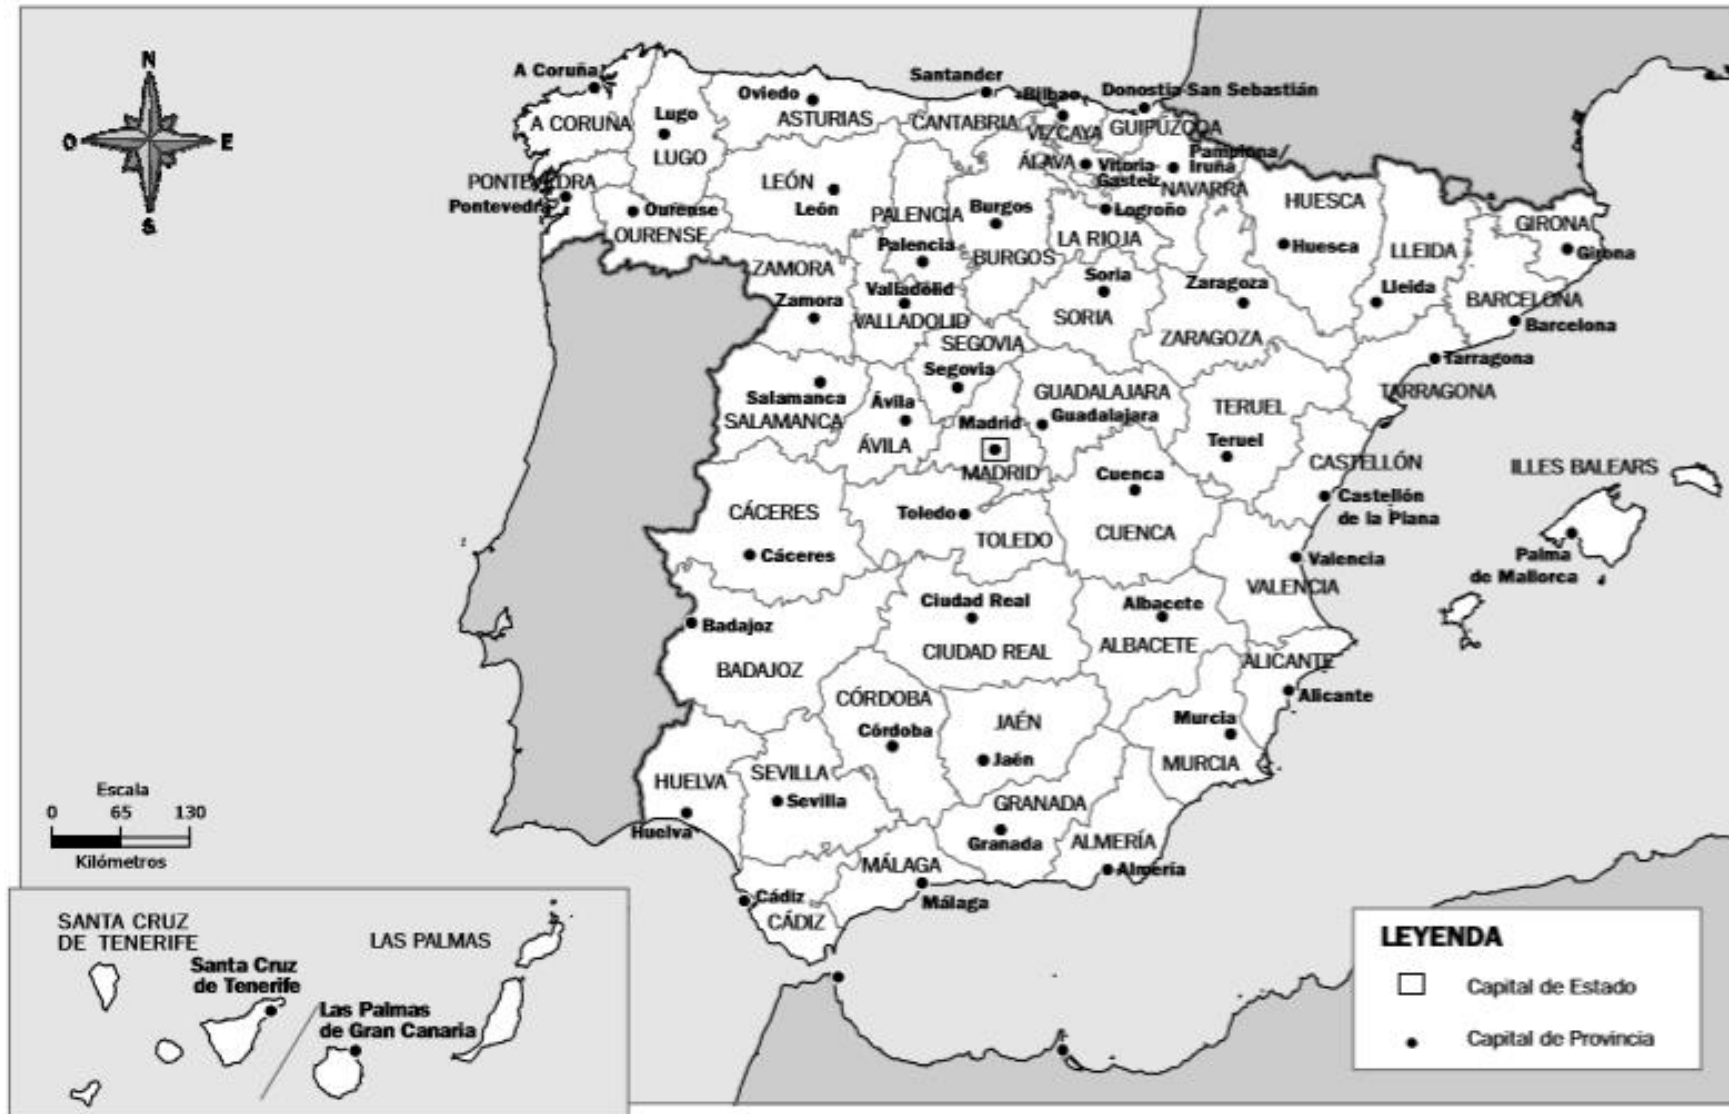 N
O
E
S
A Coruña
Santander
Bilbao
Donostia-San Sebastián
Oviedo
Lugo
A CORUÑA
ASTURIAS
CANTABRIA
VIZCAYA
GUIPÚZCOA
LUGO
ÁLAVA
Vitoria-
Gasteiz
Pamplona/
Iruña
NAVARRA
PONTEVEDRA
Pontevedra
LEÓN
León
Ourense
OURENSE
PALENCIA
Palencia
Burgos
BURGOS
Logroño
LA RIOJA
HUESCA
Huesca
LLEIDA
Lleida
GIRONA
Girona
ZAMORA
Zamora
Valladolid
VALLADOLID
Soria
SORIA
Zaragoza
ZARAGOZA
BARCELONA
Barcelona
SEGOVIA
Segovia
Tarragona
TARRAGONA
Salamanca
SALAMANCA
Ávila
ÁVILA
Madrid
MADRID
GUADALAJARA
Guadalajara
TERUEL
Teruel
CASTELLÓN
Castellón
de la Plana
ILLES BALEARS
Palma
de Mallorca
CÁCERES
Cáceres
Toledo
TOLEDO
Cuenca
CUENCA
Valencia
VALENCIA
Badajoz
BADAJOZ
Ciudad Real
CIUDAD REAL
Albacete
ALBACETE
ALICANTE
Alicante
CÓRDOBA
Córdoba
JAÉN
Jaén
Murcia
MURCIA
HUELVA
Huelva
SEVILLA
Sevilla
GRANADA
Granada
ALMERÍA
Almería
MÁLAGA
Málaga
Cádiz
CÁDIZ
Escala
0 65 130
Kilómetros
SANTA CRUZ
DE TENERIFE
Santa Cruz
de Tenerife
LAS PALMAS
Las Palmas
de Gran Canaria
LEYENDA
Capital de Estado
Capital de Provincia